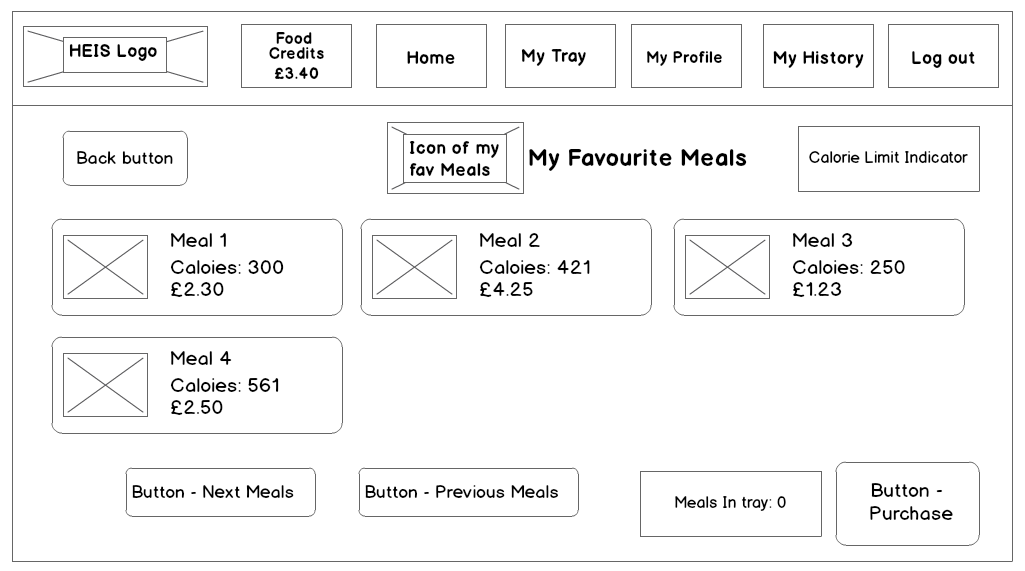 HEIS Logo
Food
Credits
£3.40
Home
My Tray
My Profile
My History
Log out
Back button
Icon of my
fav Meals
My Favourite Meals
Calorie Limit Indicator
Meal 1
Caloies: 300
£2.30
Meal 2
Caloies: 421
£4.25
Meal 3
Caloies: 250
£1.23
Meal 4
Caloies: 561
£2.50
Button - Next Meals
Button - Previous Meals
Meals In tray: 0
Button -
Purchase